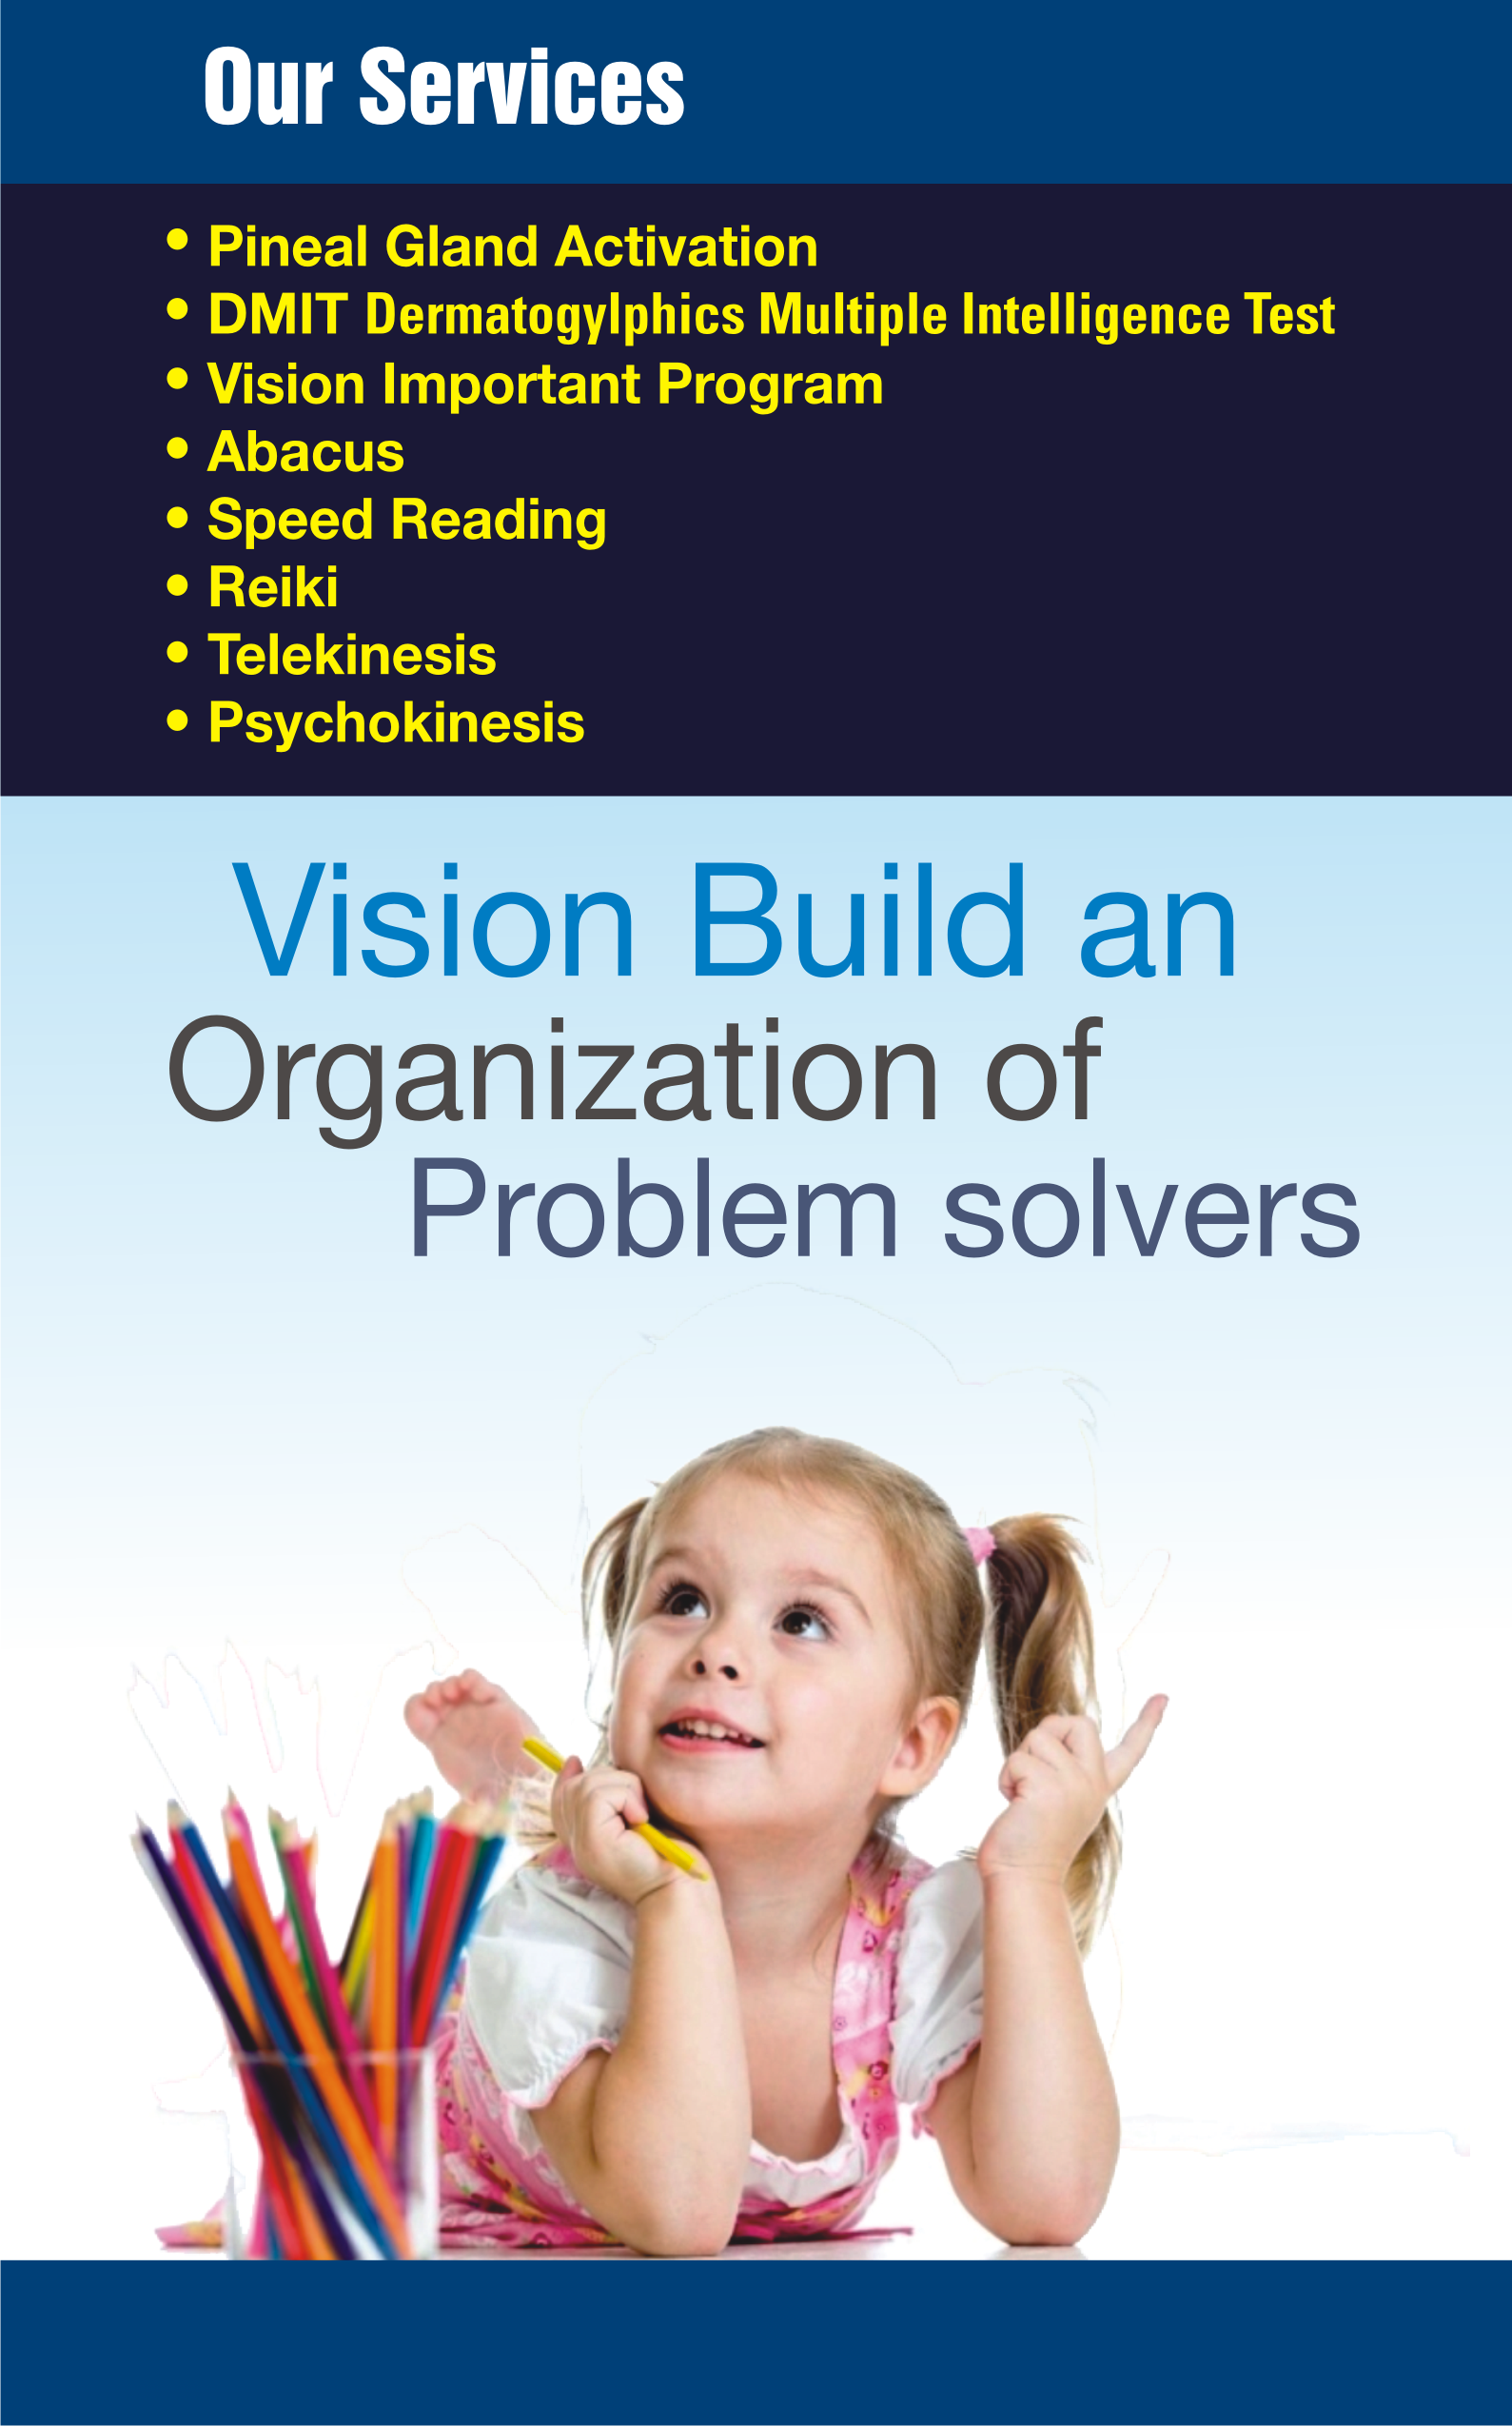 Our Services
• Pineal Gland Activation
• DMIT Dermatogylphics Multiple Intelligence Test
• Vision Important Program
• Abacus
• Speed Reading
• Reiki
• Telekinesis
• Psychokinesis
Vision Build an
Organization of
Problem solvers